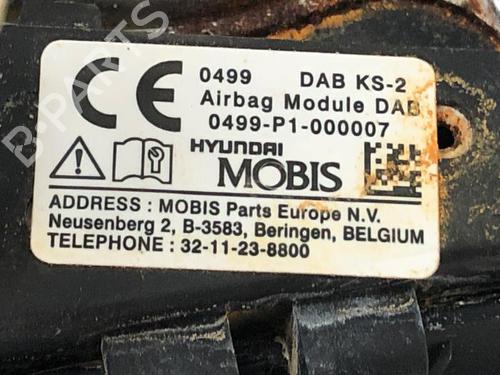 CE 0499 DAB KS-2
Airbag Module DAB
0499-P1-000007
HYUNDAI
MOBIS
ADDRESS : MOBIS Parts Europe N.V.
Neusenberg 2, B-3583, Beringen, BELGIUM
TELEPHONE : 32-11-23-8800
B-PARTS